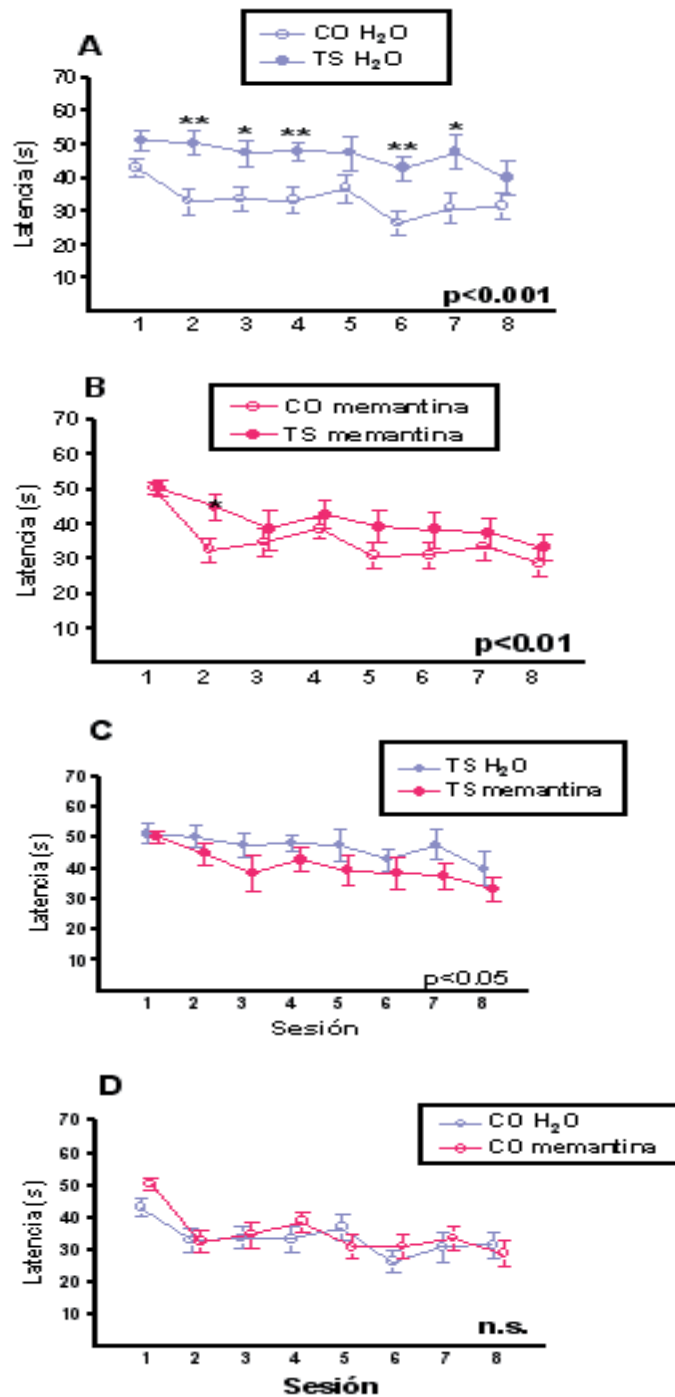 A
CO H₂O
TS H₂O
Latencia (s)
70
60
50
40
30
20
10
** * ** ** *
p<0.001
1 2 3 4 5 6 7 8
B
CO memantina
TS memantina
Latencia (s)
70
60
50
40
30
20
10
*
p<0.01
1 2 3 4 5 6 7 8
C
TS H₂O
TS memantina
Latencia (s)
70
60
50
40
30
20
10
p<0.05
1 2 3 4 5 6 7 8
Sesión
D
CO H₂O
CO memantina
Latencia (s)
70
60
50
40
30
20
10
n.s.
1 2 3 4 5 6 7 8
Sesión